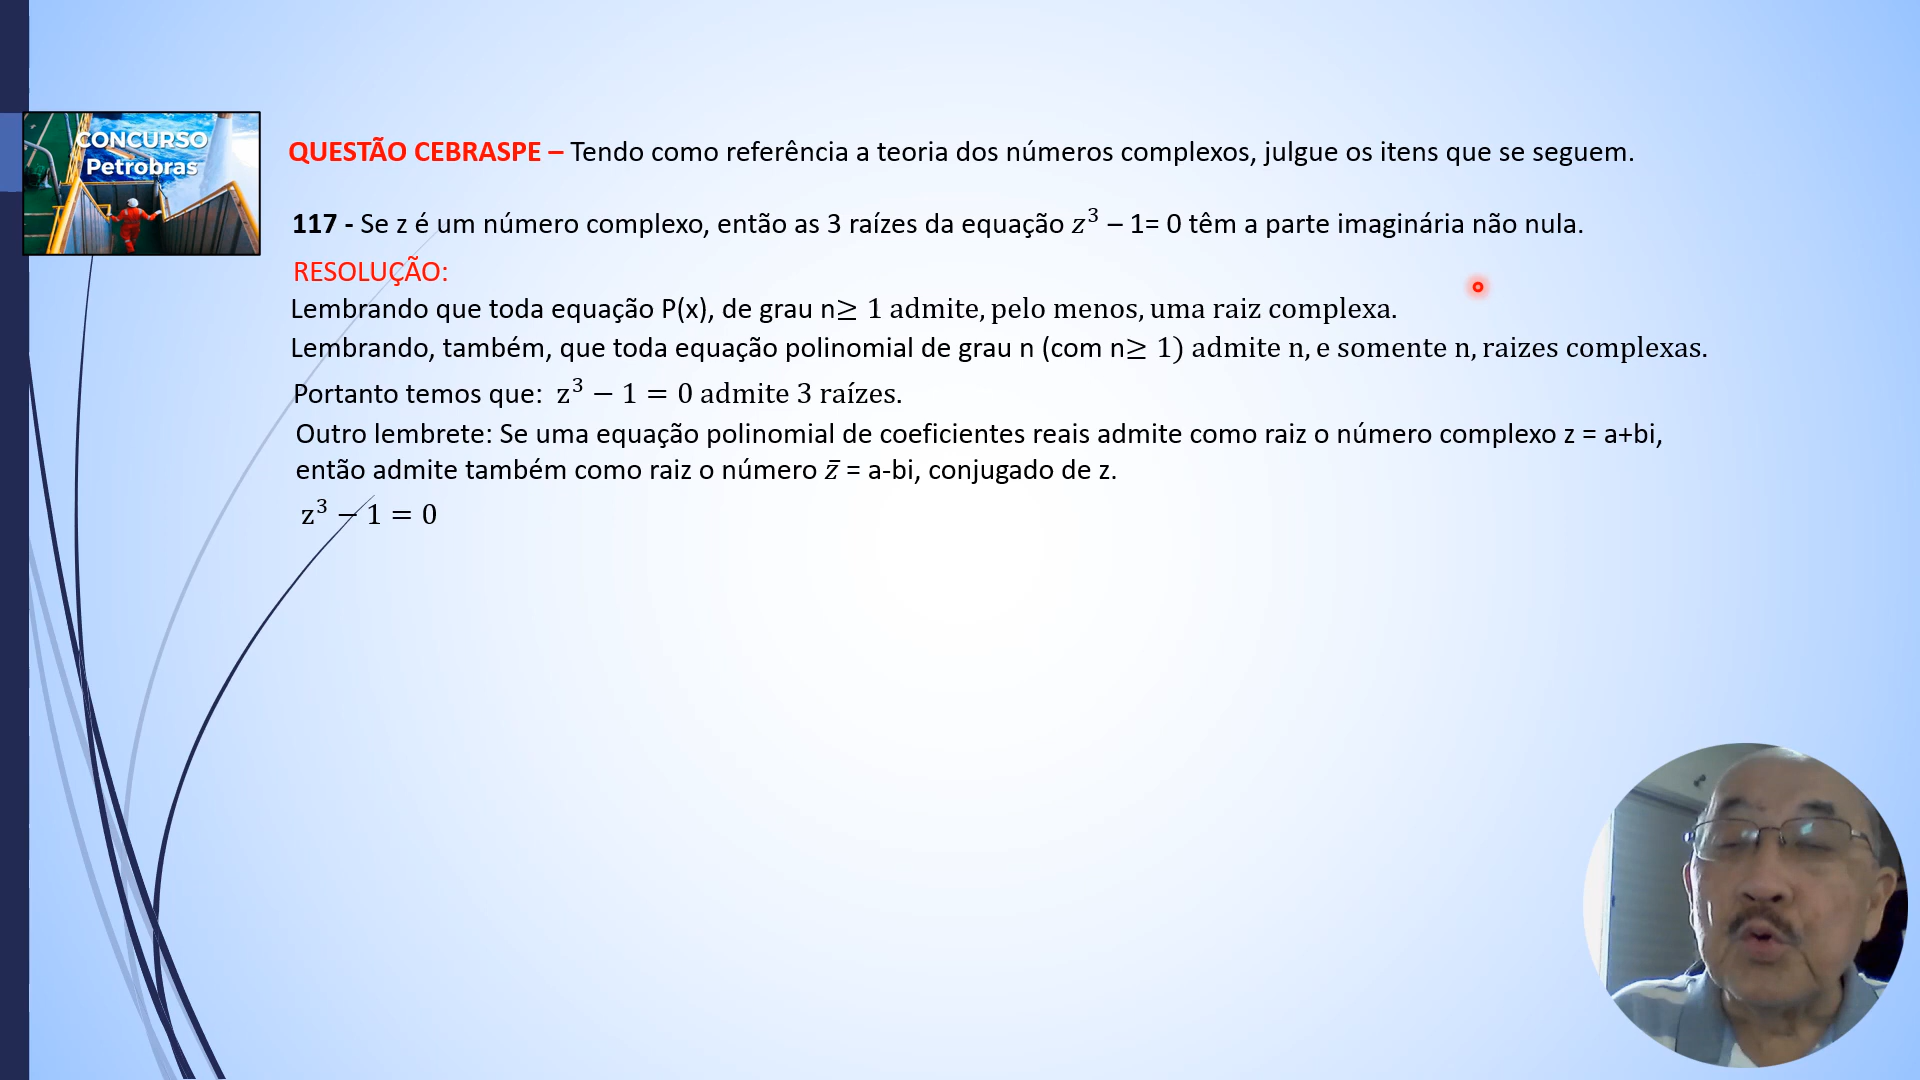 CONCURSO
Petrobras
QUESTÃO CEBRASPE – Tendo como referência a teoria dos números complexos, julgue os itens que se seguem.
117 - Se z é um número complexo, então as 3 raízes da equação z³ – 1= 0 têm a parte imaginária não nula.
RESOLUÇÃO:
Lembrando que toda equação P(x), de grau n≥ 1 admite, pelo menos, uma raiz complexa.
Lembrando, também, que toda equação polinomial de grau n (com n≥ 1) admite n, e somente n, raizes complexas.
Portanto temos que: z³ − 1 = 0 admite 3 raízes.
Outro lembrete: Se uma equação polinomial de coeficientes reais admite como raiz o número complexo z = a+bi,
então admite também como raiz o número z̄ = a-bi, conjugado de z.
z³ − 1 = 0